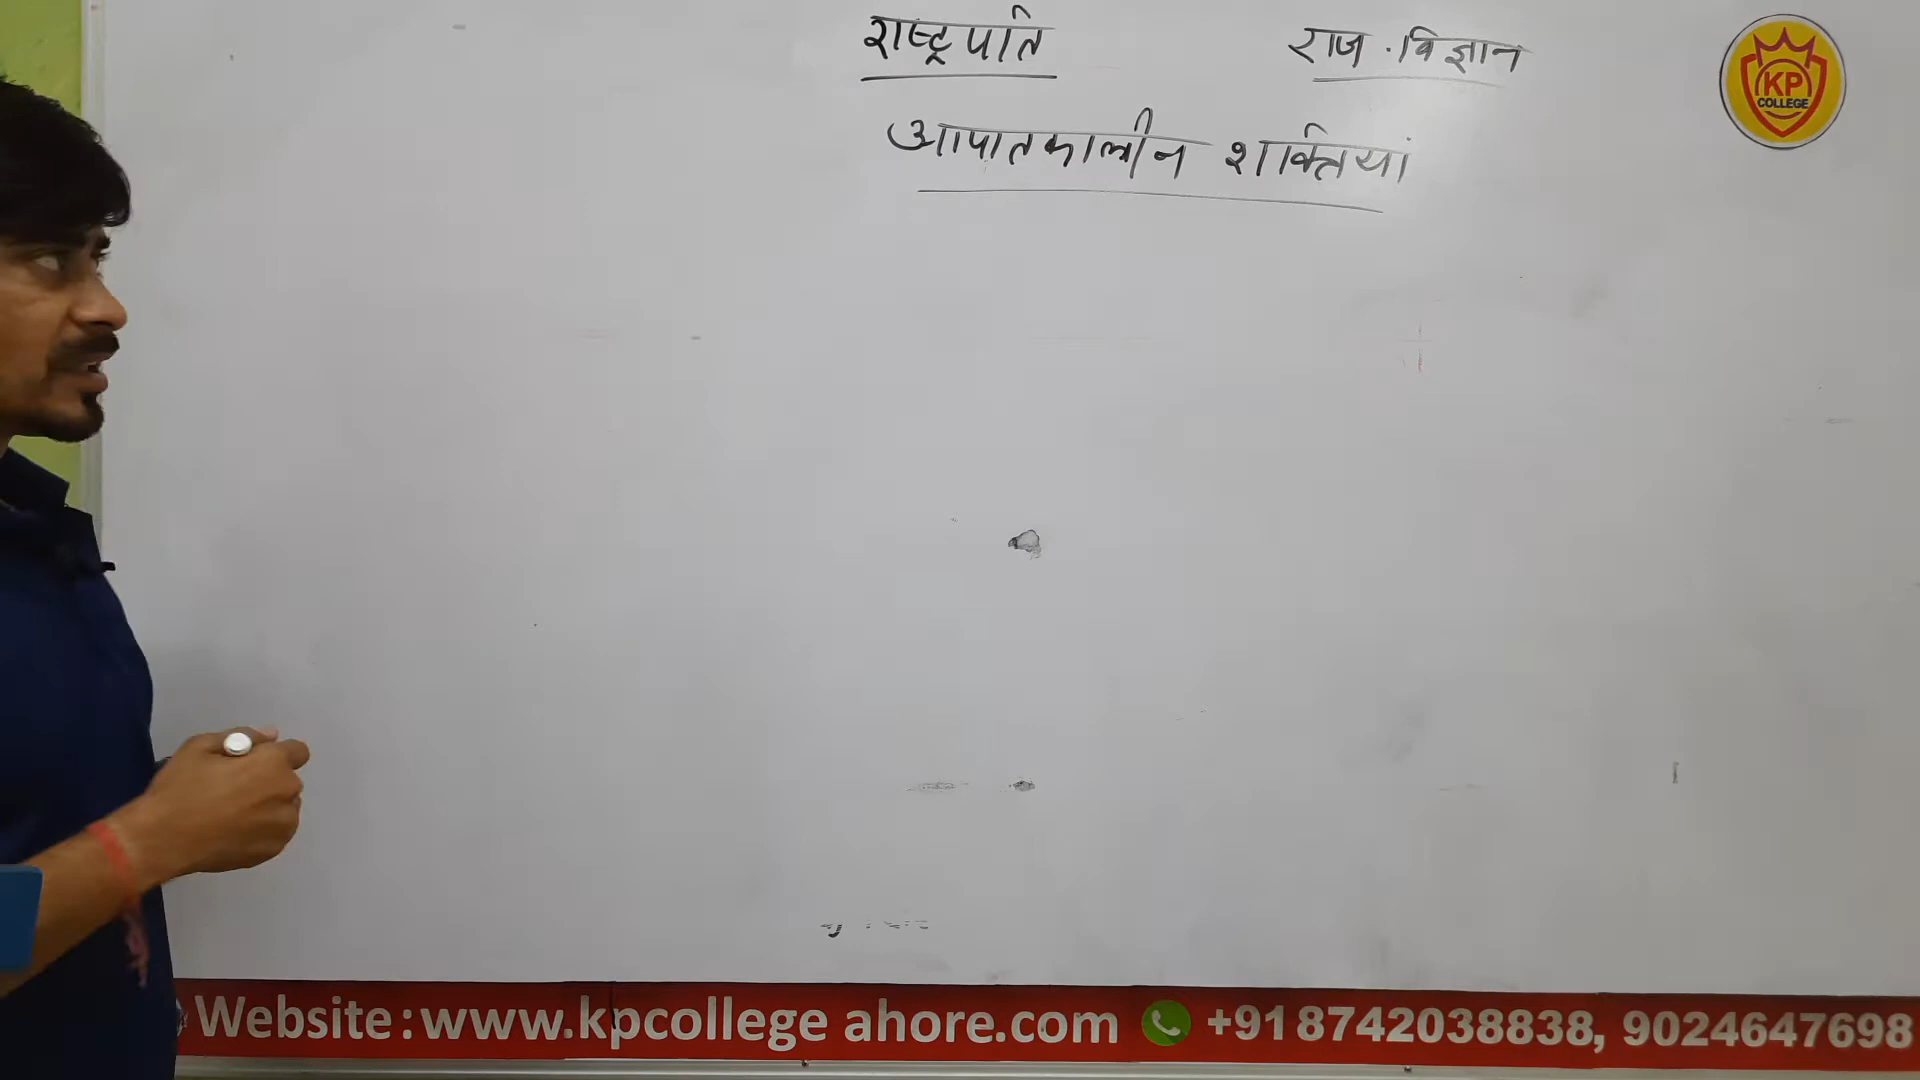 राष्ट्रपति
राज. विज्ञान
आपातकालीन शक्तियां
KP
COLLEGE
Website : www.kpcollege ahore.com +91 8742038838, 9024647698